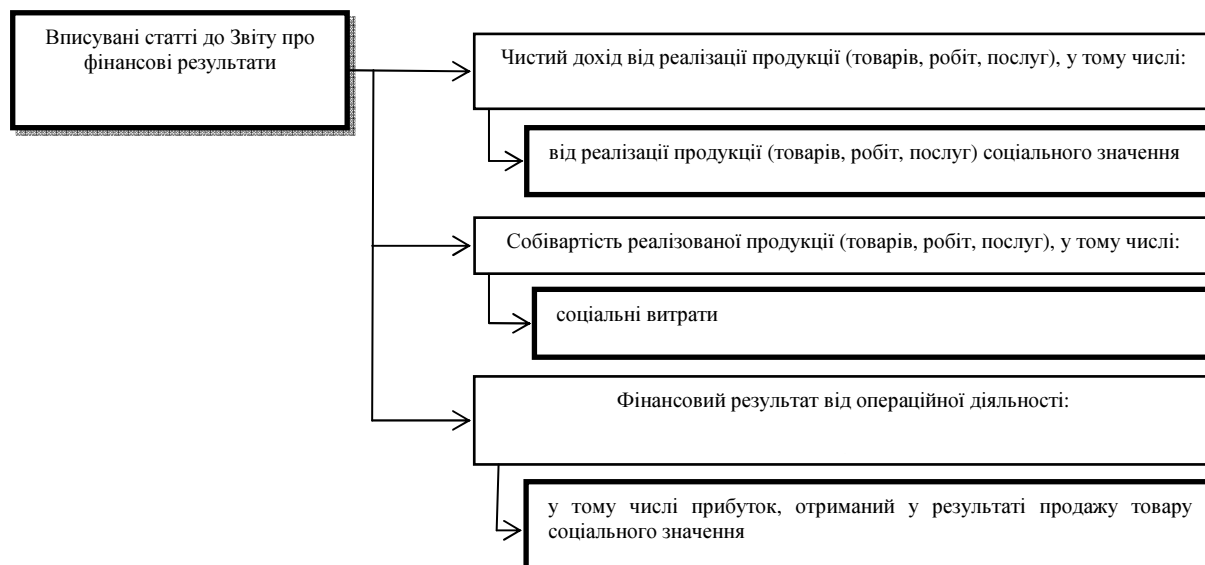 Вписувані статті до Звіту про
фінансові результати
Чистий дохід від реалізації продукції (товарів, робіт, послуг), у тому числі:
від реалізації продукції (товарів, робіт, послуг) соціального значення
Собівартість реалізованої продукції (товарів, робіт, послуг), у тому числі:
соціальні витрати
Фінансовий результат від операційної діяльності:
у тому числі прибуток, отриманий у результаті продажу товару
соціального значення